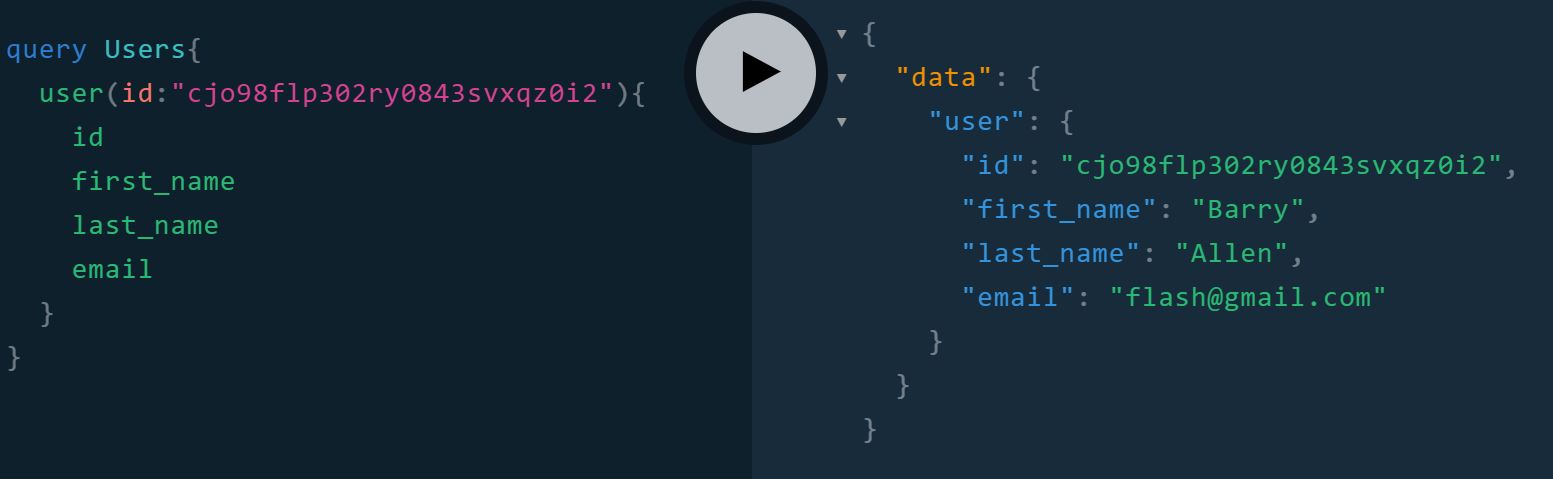 query Users{
  user(id:"cjo98flp302ry0843svxqz0i2"){
    id
    first_name
    last_name
    email
  }
}
{
  "data": {
    "user": {
      "id": "cjo98flp302ry0843svxqz0i2",
      "first_name": "Barry",
      "last_name": "Allen",
      "email": "flash@gmail.com"
    }
  }
}